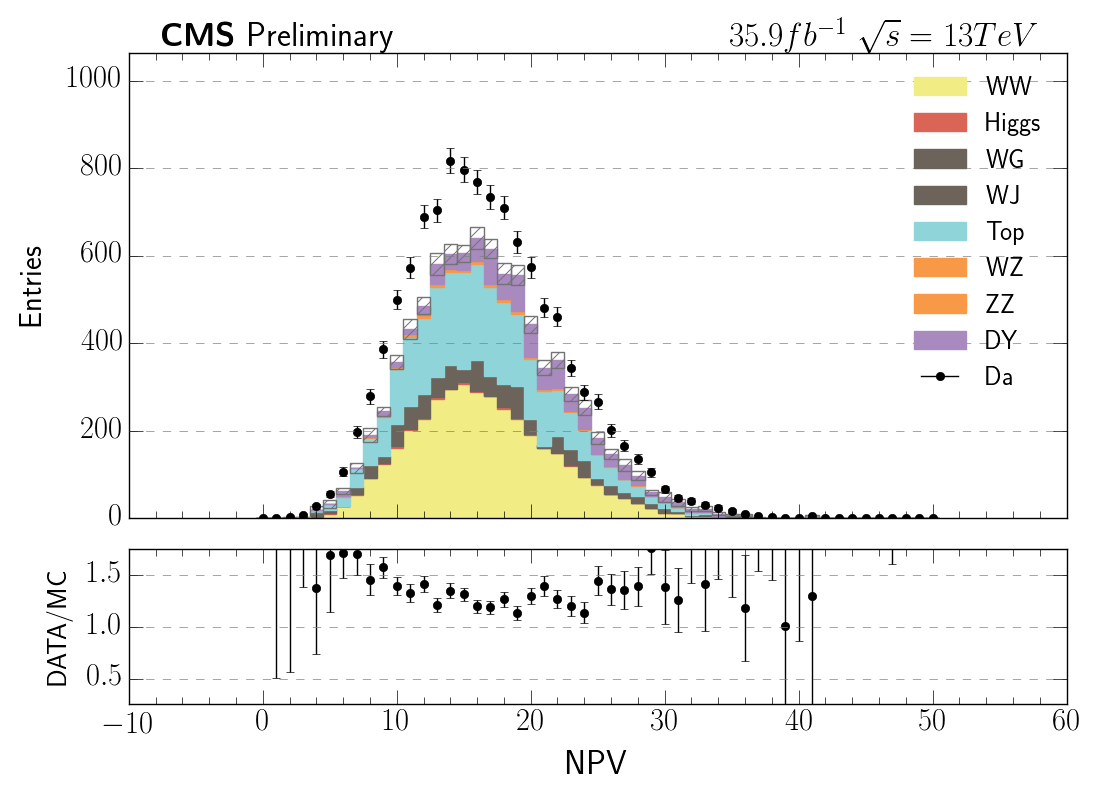 CMS Preliminary 35.9fb⁻¹ √s = 13TeV
1000
800
600
400
200
0
Entries
WW
Higgs
WG
WJ
Top
WZ
ZZ
DY
Da
1.5
1.0
0.5
DATA/MC
−10 0 10 20 30 40 50 60
NPV